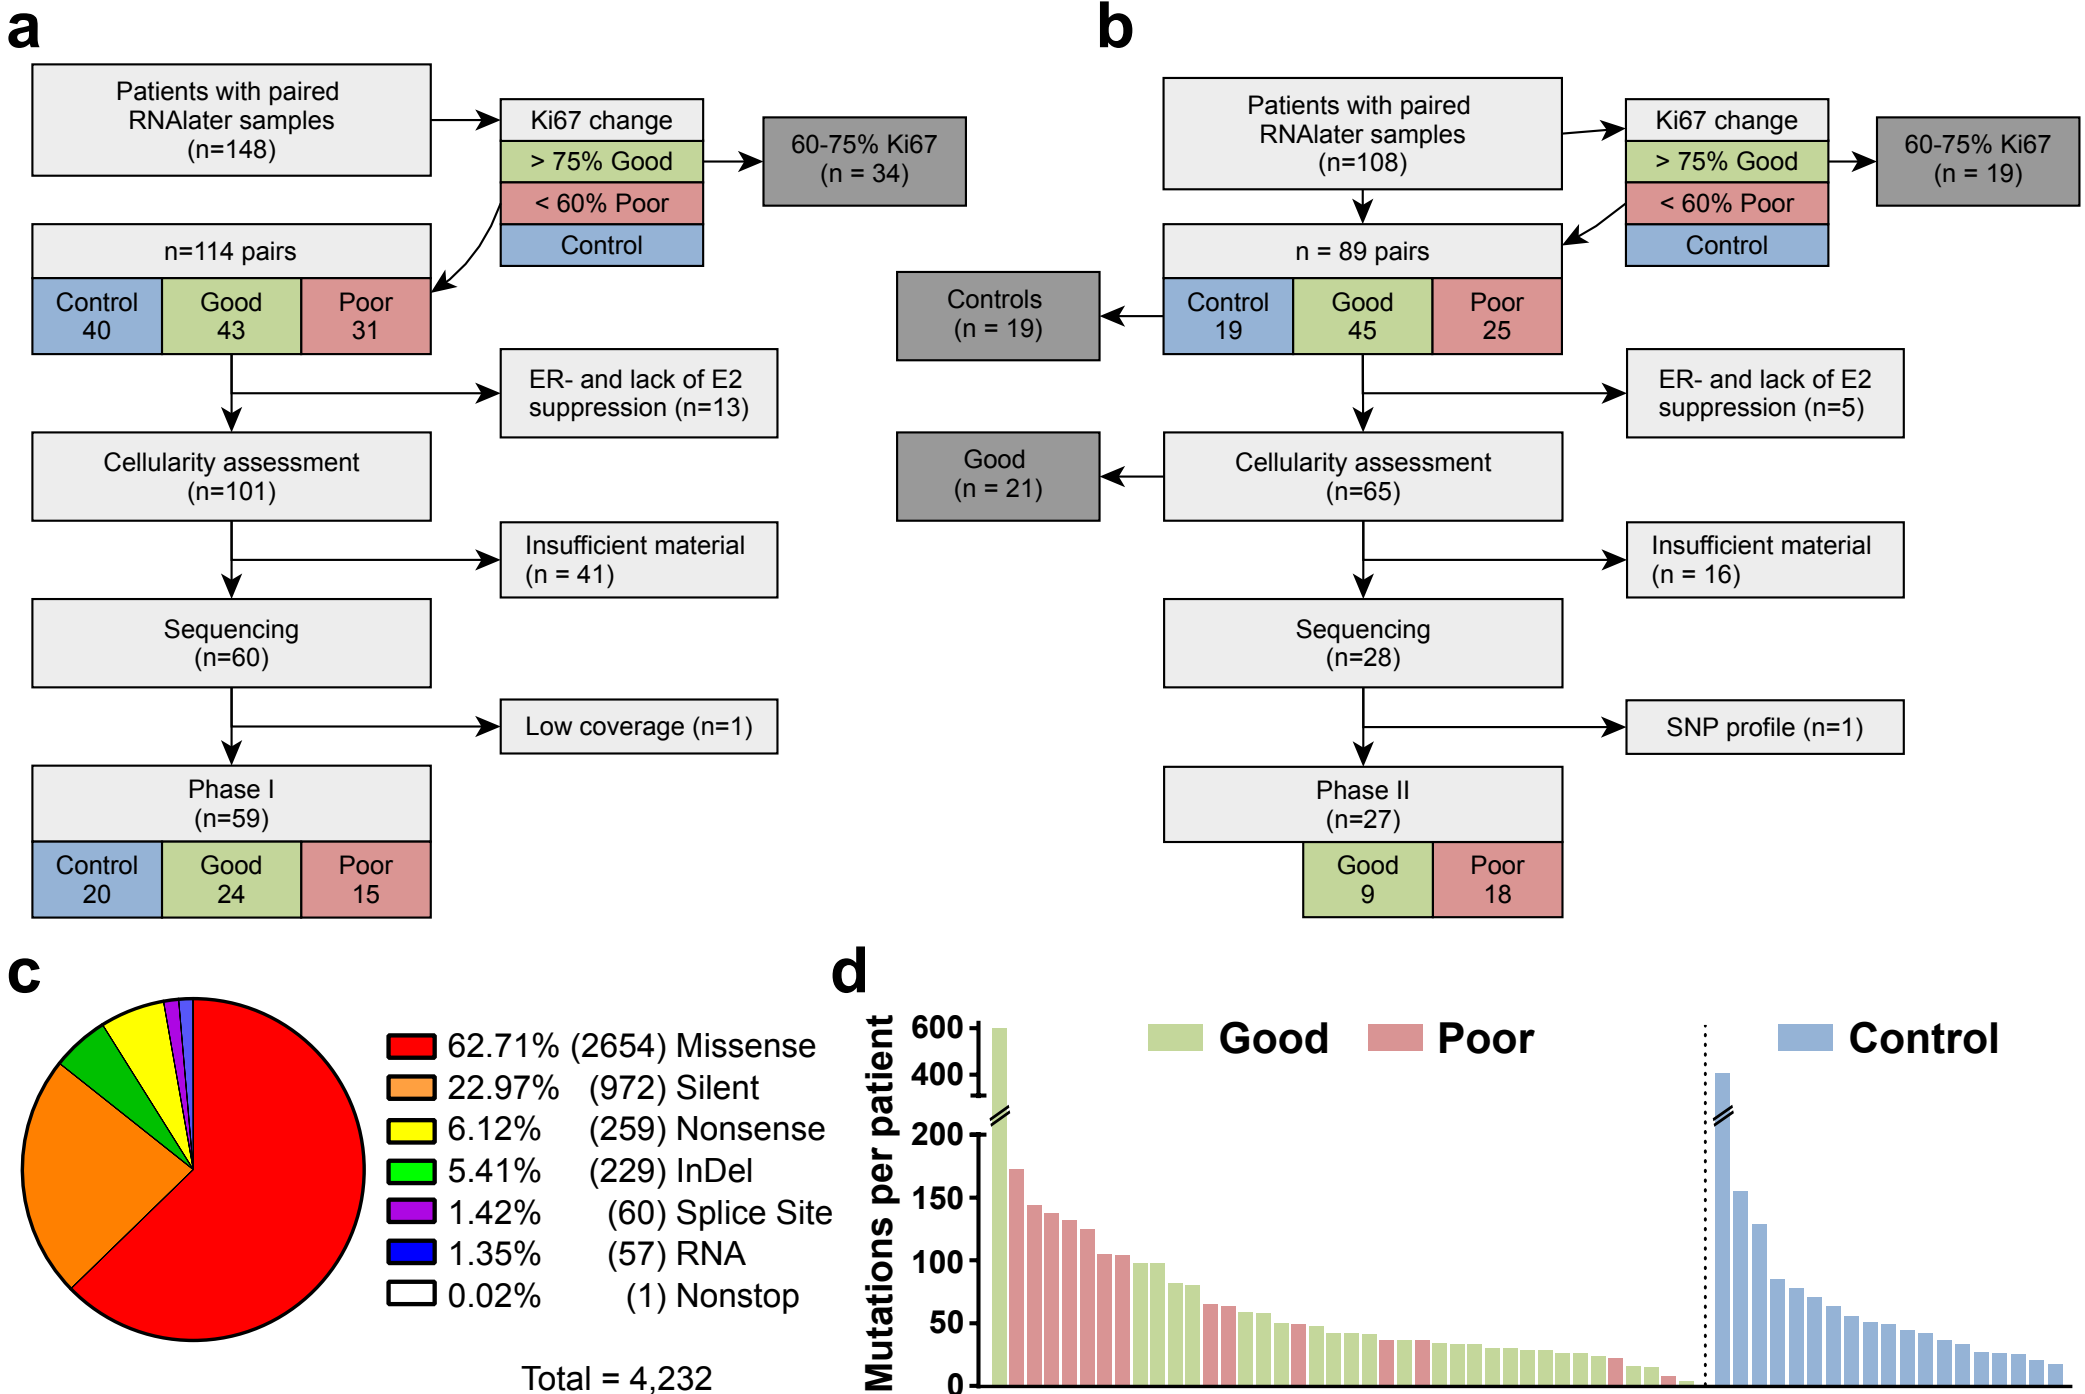 a
Patients with paired
RNAlater samples
(n=148)
Ki67 change
> 75% Good
< 60% Poor
Control
60-75% Ki67
(n = 34)
n=114 pairs
Control
40
Good
43
Poor
31
ER- and lack of E2
suppression (n=13)
Cellularity assessment
(n=101)
Insufficient material
(n = 41)
Sequencing
(n=60)
Low coverage (n=1)
Phase I
(n=59)
Control
20
Good
24
Poor
15
b
Patients with paired
RNAlater samples
(n=108)
Ki67 change
> 75% Good
< 60% Poor
Control
60-75% Ki67
(n = 19)
n = 89 pairs
Control
19
Good
45
Poor
25
Controls
(n = 19)
ER- and lack of E2
suppression (n=5)
Good
(n = 21)
Cellularity assessment
(n=65)
Insufficient material
(n = 16)
Sequencing
(n=28)
SNP profile (n=1)
Phase II
(n=27)
Good
9
Poor
18
c
62.71% (2654) Missense
22.97% (972) Silent
6.12% (259) Nonsense
5.41% (229) InDel
1.42% (60) Splice Site
1.35% (57) RNA
0.02% (1) Nonstop
Total = 4,232
d
Mutations per patient
600
400
200
150
100
50
0
Good
Poor
Control